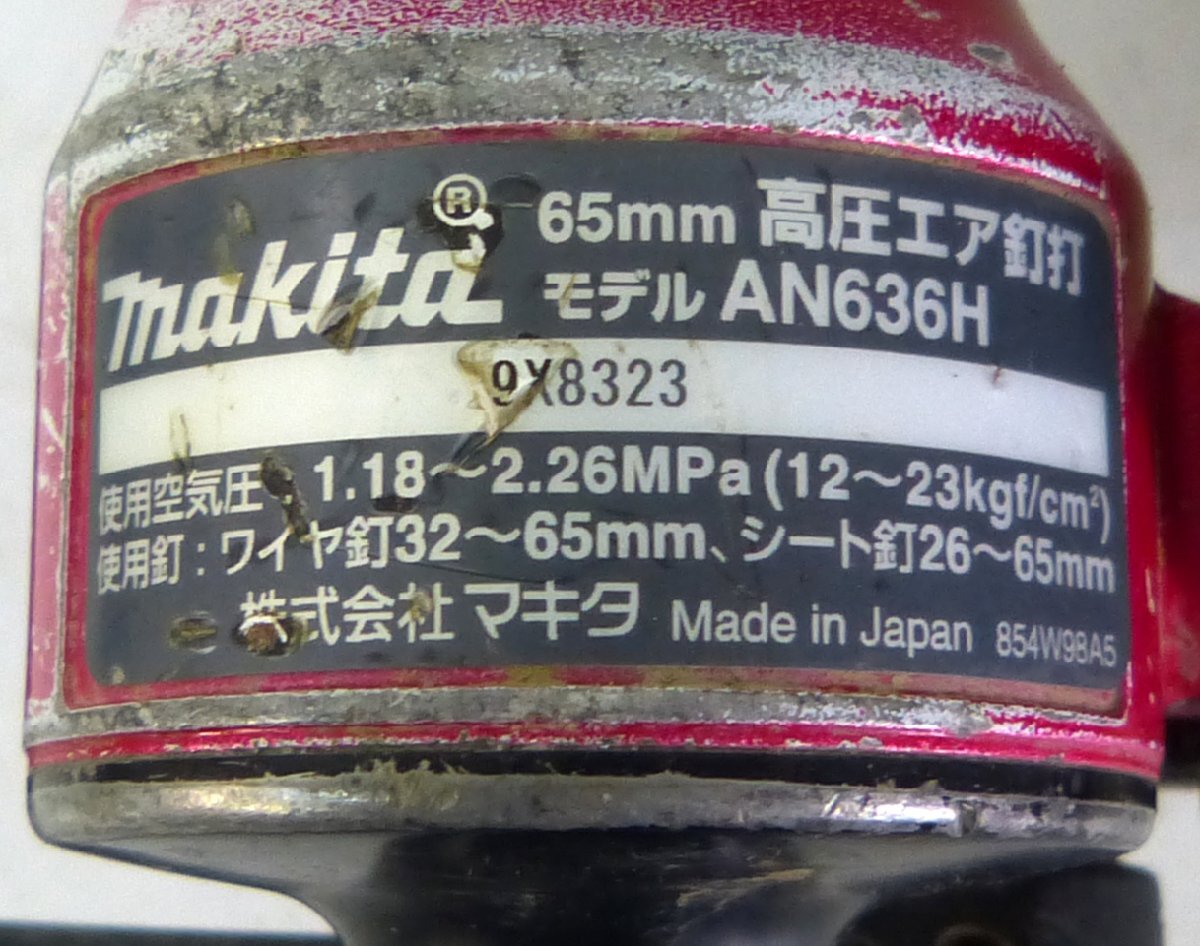 makita® 65mm 高圧エア釘打
モデル AN636H
9X8323
使用空気圧：1.18～2.26MPa (12～23kgf/cm²)
使用釘：ワイヤ釘32～65mm、シート釘26～65mm
株式会社 マキタ Made in Japan 854W98A5